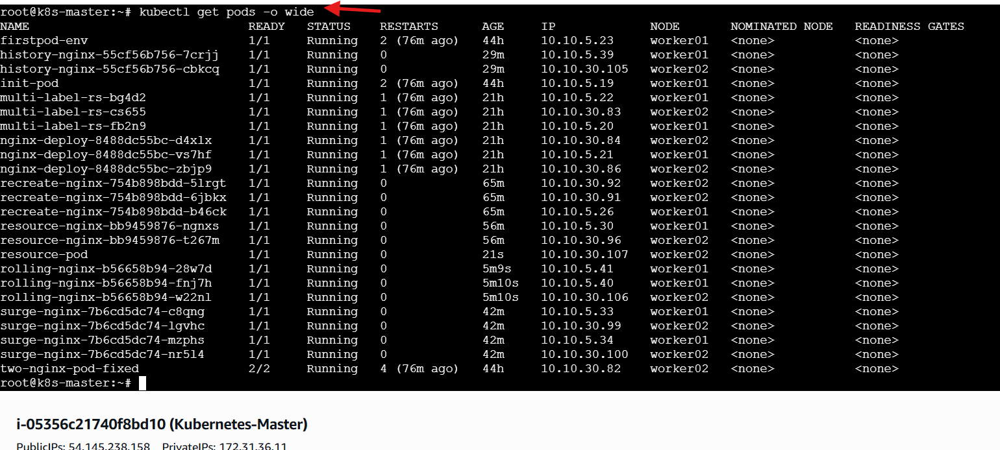 root@k8s-master:~# kubectl get pods -o wide
NAME READY STATUS RESTARTS AGE IP NODE NOMINATED NODE READINESS GATES
firstpod-env 1/1 Running 2 (76m ago) 44h 10.10.5.23 worker01 <none> <none>
history-nginx-55cf56b756-7crjj 1/1 Running 0 29m 10.10.5.39 worker01 <none> <none>
history-nginx-55cf56b756-cbkcq 1/1 Running 0 29m 10.10.30.105 worker02 <none> <none>
init-pod 1/1 Running 2 (76m ago) 44h 10.10.5.19 worker01 <none> <none>
multi-label-rs-bg4d2 1/1 Running 1 (76m ago) 21h 10.10.5.22 worker01 <none> <none>
multi-label-rs-cs655 1/1 Running 1 (76m ago) 21h 10.10.30.83 worker02 <none> <none>
multi-label-rs-fb2n9 1/1 Running 1 (76m ago) 21h 10.10.5.20 worker01 <none> <none>
nginx-deploy-8488dc55bc-d4xlx 1/1 Running 1 (76m ago) 21h 10.10.30.84 worker02 <none> <none>
nginx-deploy-8488dc55bc-vs7hf 1/1 Running 1 (76m ago) 21h 10.10.5.21 worker01 <none> <none>
nginx-deploy-8488dc55bc-zbjp9 1/1 Running 1 (76m ago) 21h 10.10.30.86 worker02 <none> <none>
recreate-nginx-754b898bdd-5lrgt 1/1 Running 0 65m 10.10.30.92 worker02 <none> <none>
recreate-nginx-754b898bdd-6jbkx 1/1 Running 0 65m 10.10.30.91 worker02 <none> <none>
recreate-nginx-754b898bdd-b46ck 1/1 Running 0 65m 10.10.5.26 worker01 <none> <none>
resource-nginx-bb9459876-ngnxs 1/1 Running 0 56m 10.10.5.30 worker01 <none> <none>
resource-nginx-bb9459876-t267m 1/1 Running 0 56m 10.10.30.96 worker02 <none> <none>
resource-pod 1/1 Running 0 21s 10.10.30.107 worker02 <none> <none>
rolling-nginx-b56658b94-28w7d 1/1 Running 0 5m9s 10.10.5.41 worker01 <none> <none>
rolling-nginx-b56658b94-fnj7h 1/1 Running 0 5m10s 10.10.5.40 worker01 <none> <none>
rolling-nginx-b56658b94-w22nl 1/1 Running 0 5m10s 10.10.30.106 worker02 <none> <none>
surge-nginx-7b6cd5dc74-c8qng 1/1 Running 0 42m 10.10.5.33 worker01 <none> <none>
surge-nginx-7b6cd5dc74-lgvhc 1/1 Running 0 42m 10.10.30.99 worker02 <none> <none>
surge-nginx-7b6cd5dc74-mzphs 1/1 Running 0 42m 10.10.5.34 worker01 <none> <none>
surge-nginx-7b6cd5dc74-nr5l4 1/1 Running 0 42m 10.10.30.100 worker02 <none> <none>
two-nginx-pod-fixed 2/2 Running 4 (76m ago) 44h 10.10.30.82 worker02 <none> <none>
root@k8s-master:~#
i-05356c21740f8bd10 (Kubernetes-Master)
PublicIPs: 54.145.238.158 PrivateIPs: 172.31.36.11